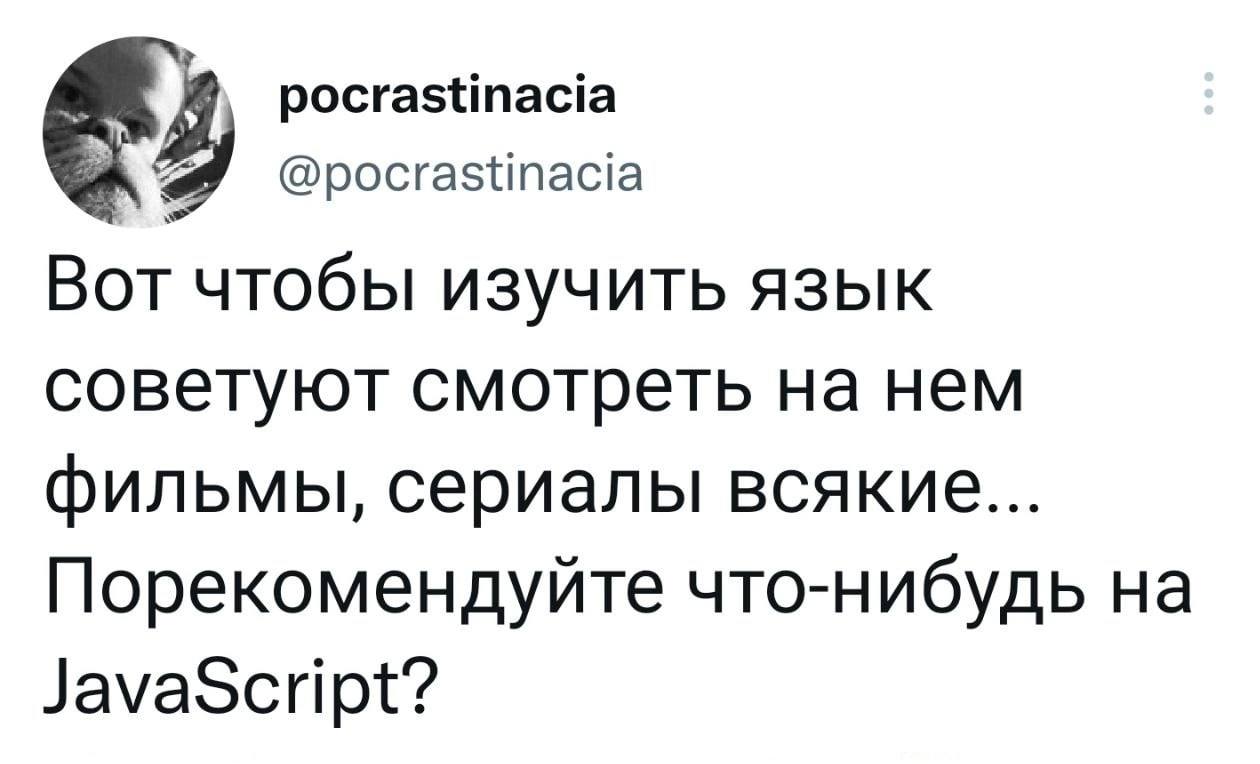 pocrastinacia
@pocrastinacia
Вот чтобы изучить язык
советуют смотреть на нем
фильмы, сериалы всякие...
Порекомендуйте что-нибудь на
JavaScript?